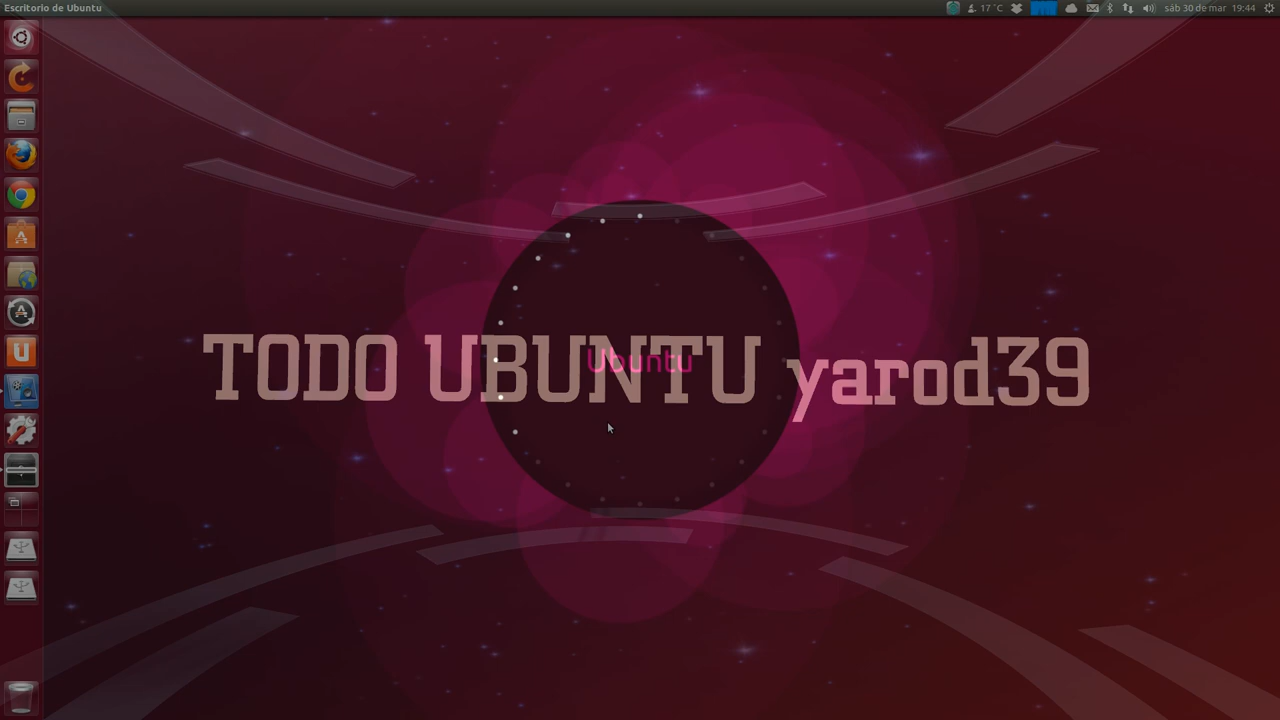 Escritorio de Ubuntu
17 °C
sáb 30 de mar 19:44
TODO UBUNTU yarod39
Ubuntu